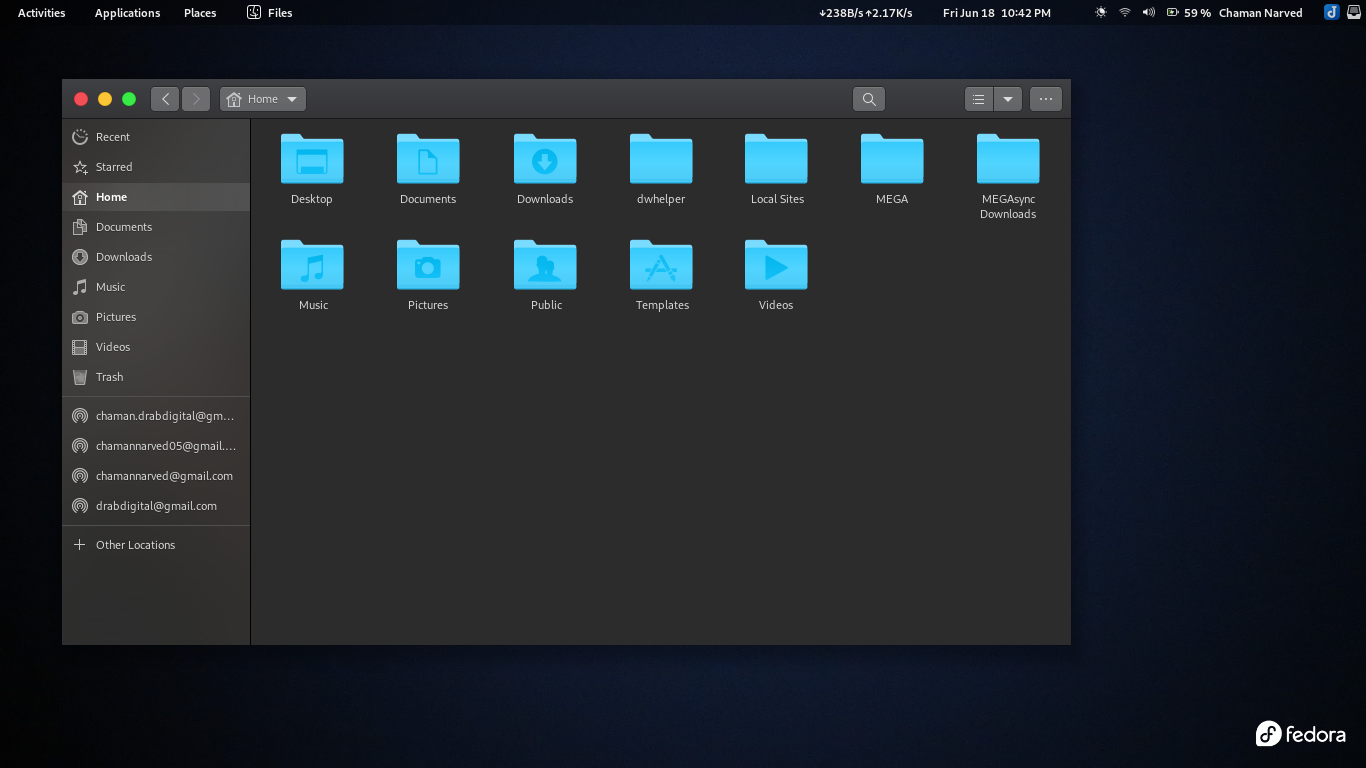 Activities Applications Places Files ↓238B/s ↑2.17K/s Fri Jun 18 10:42 PM 59 % Chaman Narved
Home
Recent
Starred
Home
Documents
Downloads
Music
Pictures
Videos
Trash
chaman.drabdigital@gm...
chamannarved05@gmail....
chamannarved@gmail.com
drabdigital@gmail.com
Other Locations
Desktop Documents Downloads dwhelper Local Sites MEGA MEGAsync
Downloads
Music Pictures Public Templates Videos
fedora